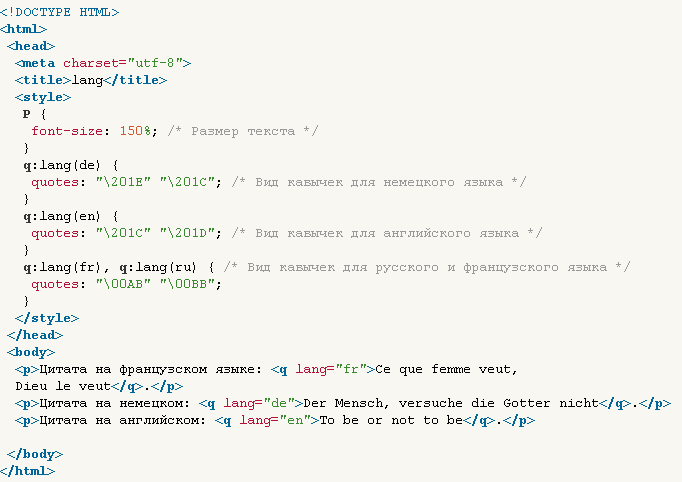 <!DOCTYPE HTML>
<html>
<head>
<meta charset="utf-8">
<title>lang</title>
<style>
P {
font-size: 150%; /* Размер текста */
}
q:lang(de) {
quotes: "\201E" "\201C"; /* Вид кавычек для немецкого языка */
}
q:lang(en) {
quotes: "\201C" "\201D"; /* Вид кавычек для английского языка */
}
q:lang(fr), q:lang(ru) { /* Вид кавычек для русского и французского языка */
quotes: "\00AB" "\00BB";
}
</style>
</head>
<body>
<p>Цитата на французском языке: <q lang="fr">Ce que femme veut,
Dieu le veut</q>.</p>
<p>Цитата на немецком: <q lang="de">Der Mensch, versuche die Gotter nicht</q>.</p>
<p>Цитата на английском: <q lang="en">To be or not to be</q>.</p>
</body>
</html>